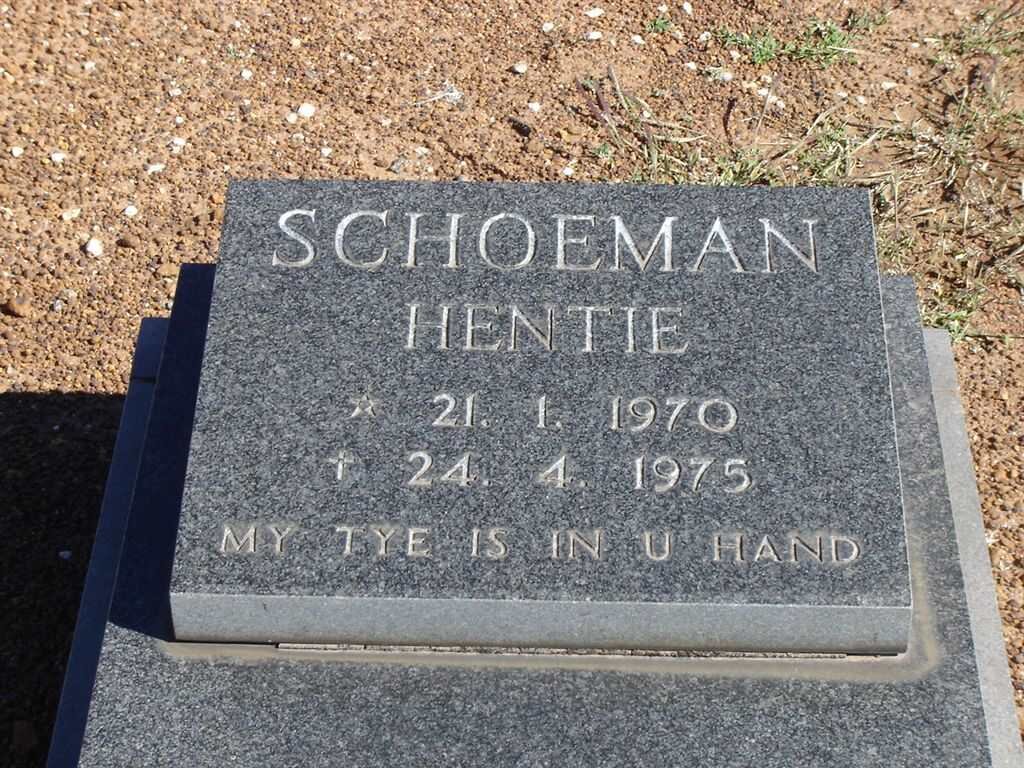 SCHOEMAN
HENTIE
☆ 21. 1. 1970
✝ 24. 4. 1975
MY TYE IS IN U HAND